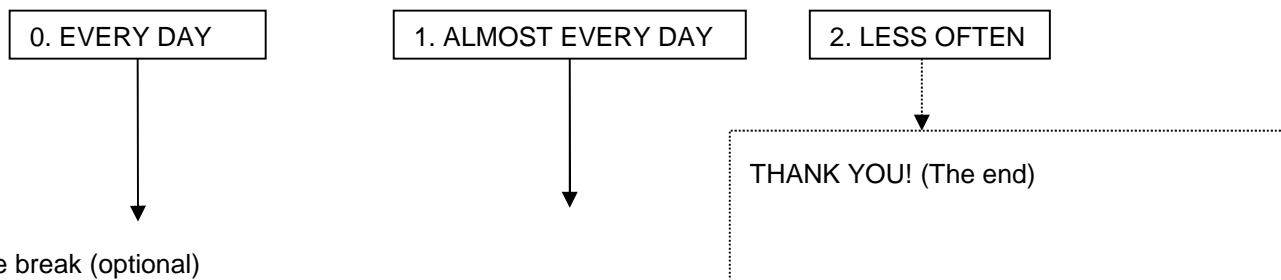 0. EVERY DAY
1. ALMOST EVERY DAY
2. LESS OFTEN
THANK YOU! (The end)
break (optional)